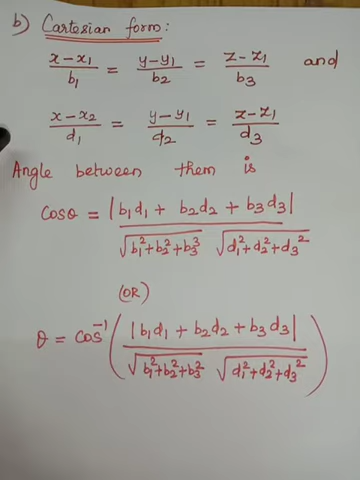 b) Cartesian form:
(x-x₁)/b₁ = (y-y₁)/b₂ = (z-z₁)/b₃ and
(x-x₂)/d₁ = (y-y₁)/d₂ = (z-z₁)/d₃
Angle between them is
Cosθ = |b₁d₁ + b₂d₂ + b₃d₃| / (√(b₁²+b₂²+b₃²) √(d₁²+d₂²+d₃²))
(OR)
θ = Cos⁻¹(|b₁d₁ + b₂d₂ + b₃d₃| / (√(b₁²+b₂²+b₃²) √(d₁²+d₂²+d₃²)))